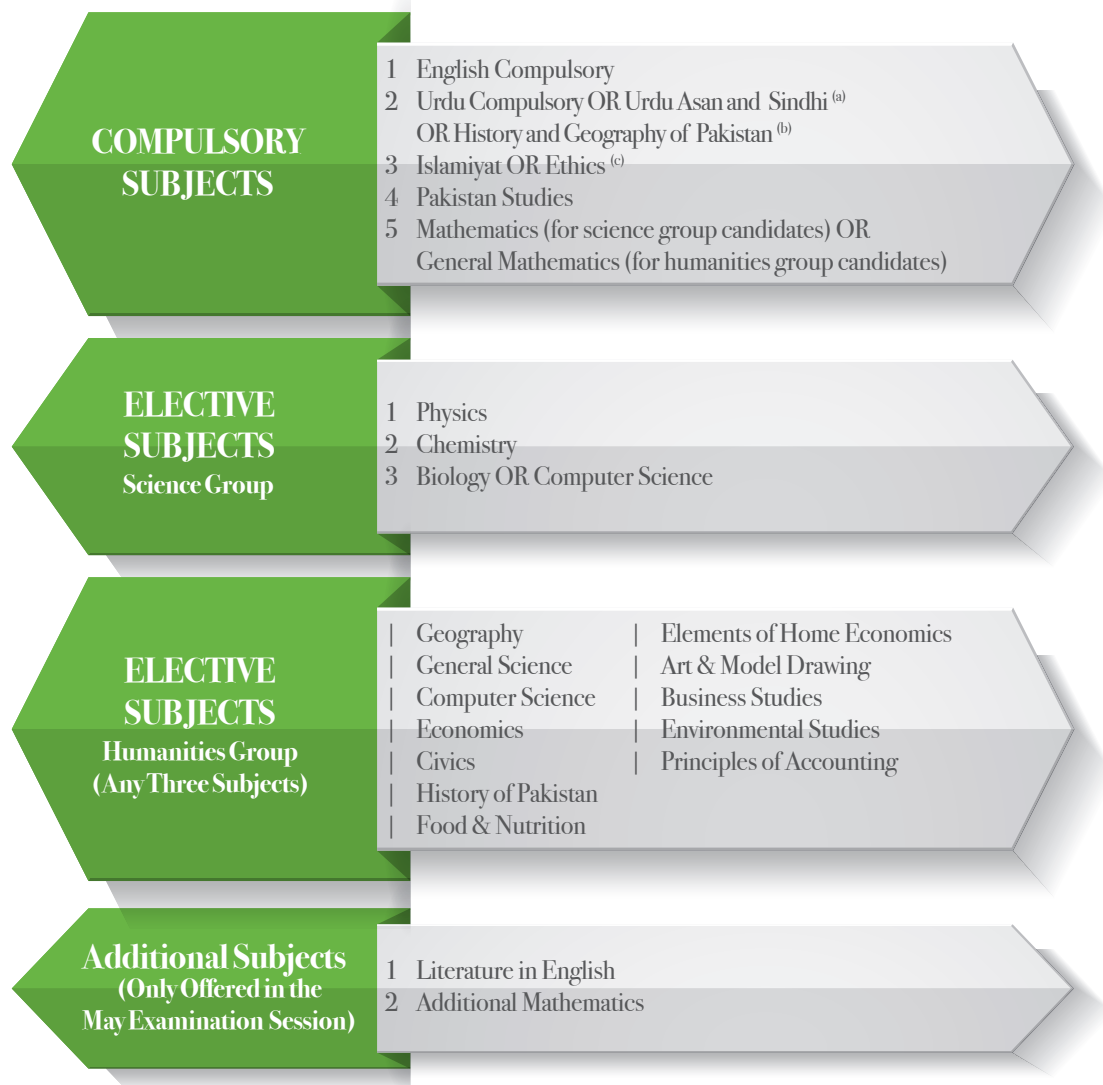 COMPULSORY
SUBJECTS
1 English Compulsory
2 Urdu Compulsory OR Urdu Asan and Sindhi (a)
OR History and Geography of Pakistan (b)
3 Islamiyat OR Ethics (c)
4 Pakistan Studies
5 Mathematics (for science group candidates) OR
General Mathematics (for humanities group candidates)
ELECTIVE
SUBJECTS
Science Group
1 Physics
2 Chemistry
3 Biology OR Computer Science
ELECTIVE
SUBJECTS
Humanities Group
(Any Three Subjects)
| Geography
| General Science
| Computer Science
| Economics
| Civics
| History of Pakistan
| Food & Nutrition
| Elements of Home Economics
| Art & Model Drawing
| Business Studies
| Environmental Studies
| Principles of Accounting
Additional Subjects
(Only Offered in the
May Examination Session)
1 Literature in English
2 Additional Mathematics